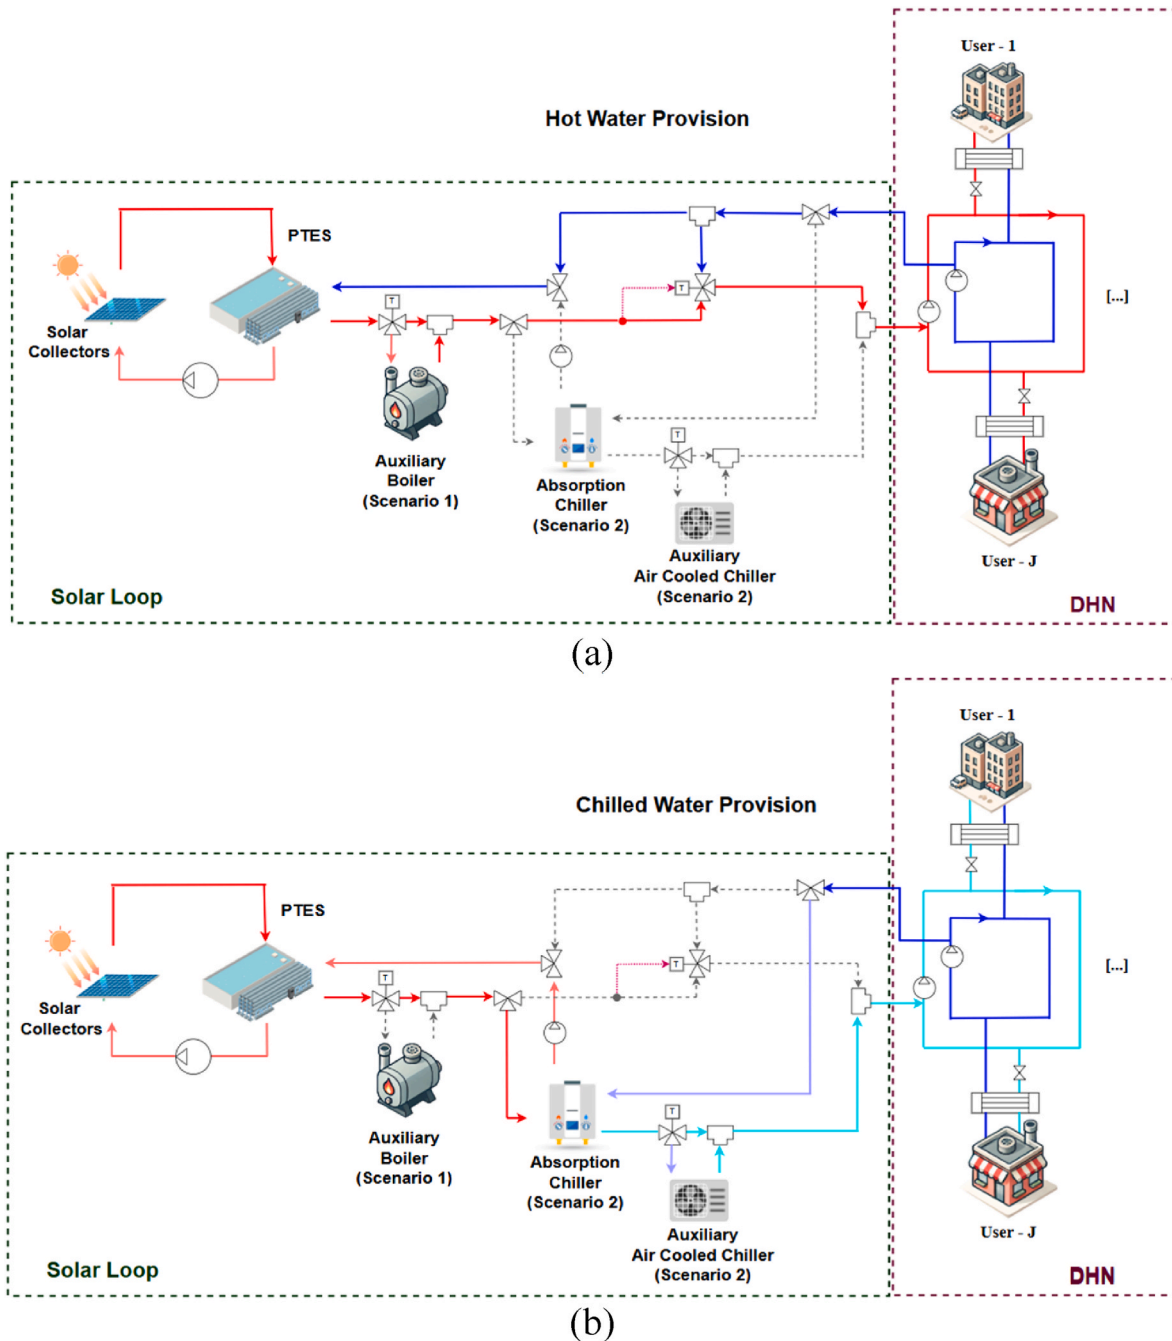 User - 1
Hot Water Provision
PTES
T
T
[...]
Solar
Collectors
T
Auxiliary
Boiler
(Scenario 1)
Absorption
Chiller
(Scenario 2)
Auxiliary
Air Cooled Chiller
(Scenario 2)
User - J
Solar Loop
DHN
(a)
User - 1
Chilled Water Provision
PTES
T
T
[...]
Solar
Collectors
T
Auxiliary
Boiler
(Scenario 1)
Absorption
Chiller
(Scenario 2)
Auxiliary
Air Cooled Chiller
(Scenario 2)
User - J
Solar Loop
DHN
(b)